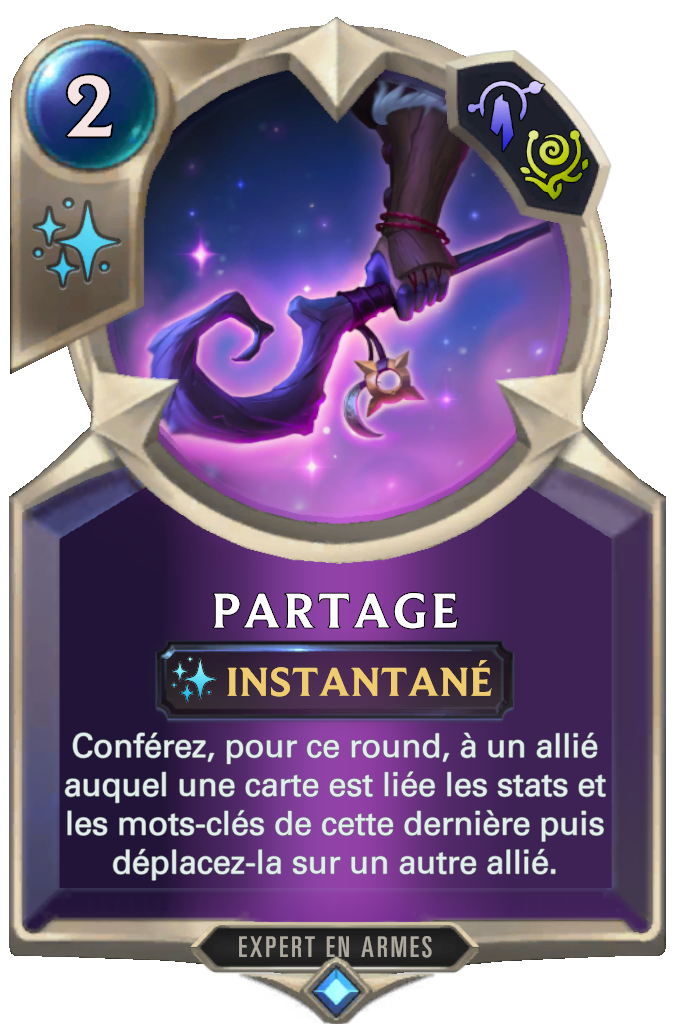 2
PARTAGE
INSTANTANÉ
Conférez, pour ce round, à un allié
auquel une carte est liée les stats et
les mots-clés de cette dernière puis
déplacez-la sur un autre allié.
EXPERT EN ARMES